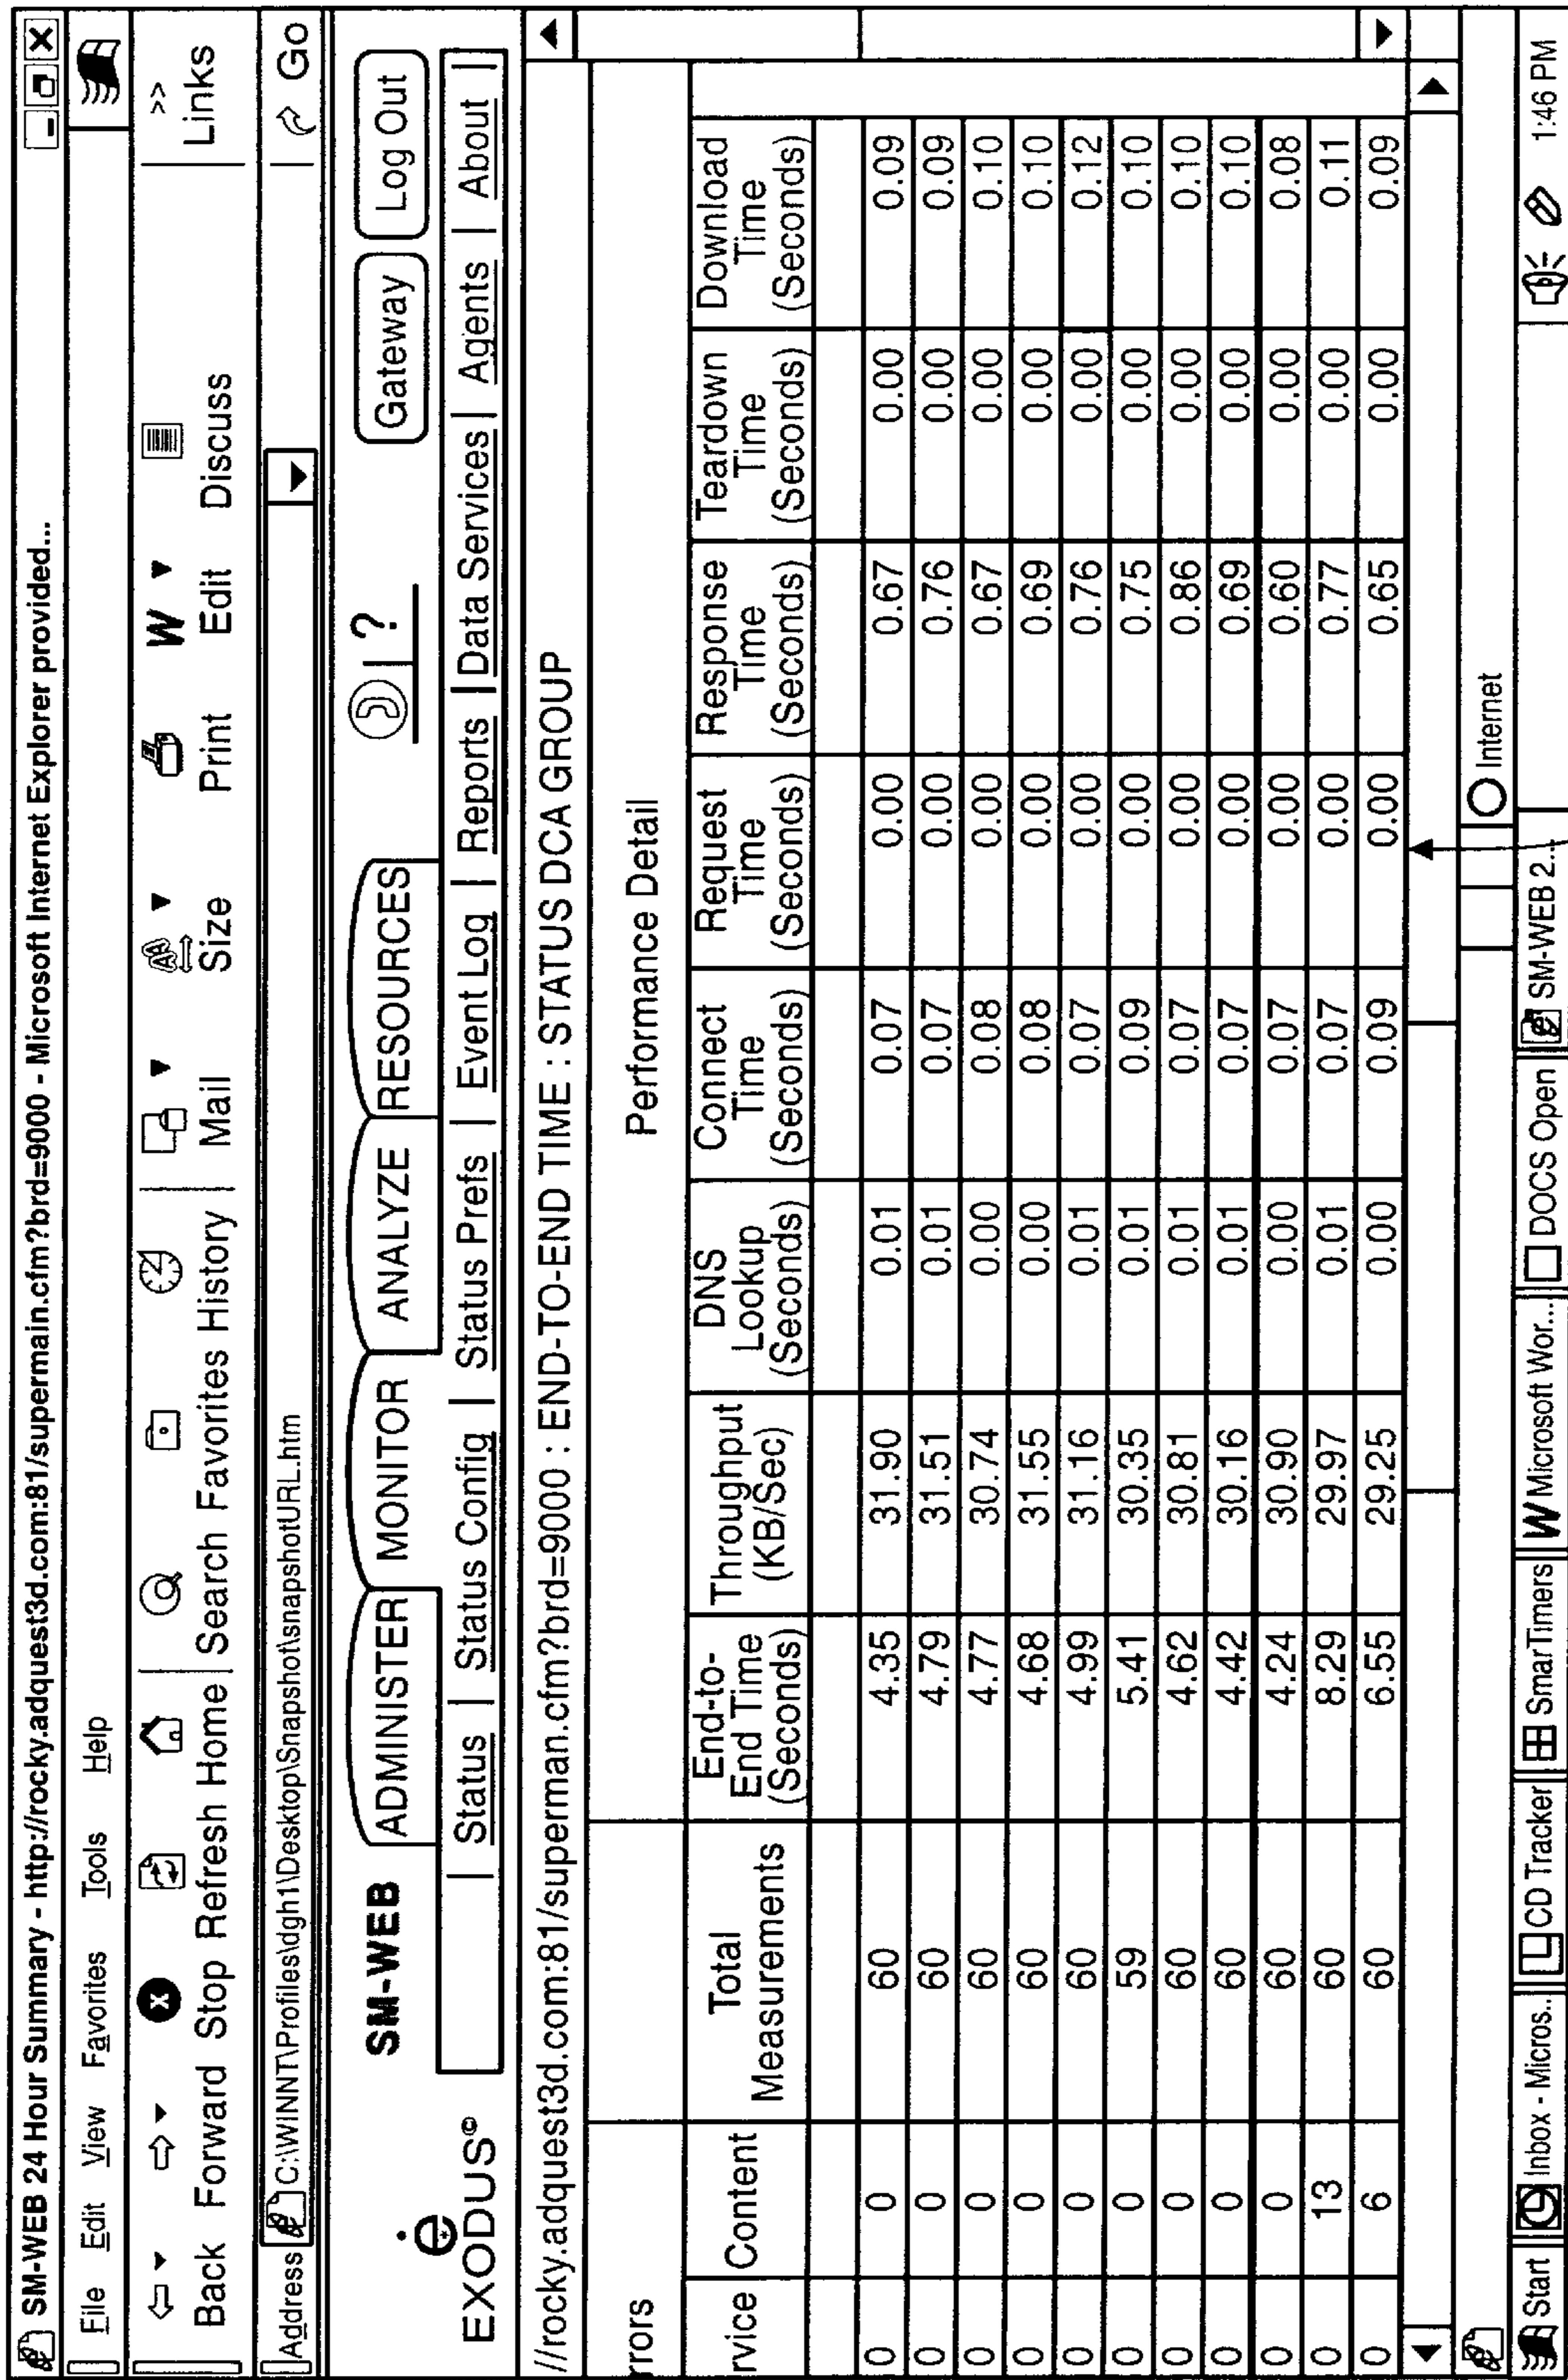 SM-WEB 24 Hour Summary - http://rocky.adquest3d.com:81/supermain.cfm?brd=9000 - Microsoft Internet Explorer provided...
File Edit View Favorites Tools Help
Back Forward Stop Refresh Home Search Favorites History Mail Size Print Edit Discuss >> Links
Address C:\WINNT\Profiles\dgh1\Desktop\Snapshot\snapshotURL.htm Go
EXODUS© SM-WEB ADMINISTER MONITOR ANALYZE RESOURCES ? Gateway Log Out
| Status | Status Config | Status Prefs | Event Log | Reports | Data Services | Agents | About |
//rocky.adquest3d.com:81/superman.cfm?brd=9000 : END-TO-END TIME : STATUS DCA GROUP
rrors Performance Detail
rvice Content Total Measurements End-to-End Time (Seconds) Throughput (KB/Sec) DNS Lookup (Seconds) Connect Time (Seconds) Request Time (Seconds) Response Time (Seconds) Teardown Time (Seconds) Download Time (Seconds)
0 0 60 4.35 31.90 0.01 0.07 0.00 0.67 0.00 0.09
0 0 60 4.79 31.51 0.01 0.07 0.00 0.76 0.00 0.09
0 0 60 4.77 30.74 0.00 0.08 0.00 0.67 0.00 0.10
0 0 60 4.68 31.55 0.00 0.08 0.00 0.69 0.00 0.10
0 0 60 4.99 31.16 0.01 0.07 0.00 0.76 0.00 0.12
0 0 59 5.41 30.35 0.01 0.09 0.00 0.75 0.00 0.10
0 0 60 4.62 30.81 0.01 0.07 0.00 0.86 0.00 0.10
0 0 60 4.42 30.16 0.01 0.07 0.00 0.69 0.00 0.10
0 0 60 4.24 30.90 0.00 0.07 0.00 0.60 0.00 0.08
0 13 60 8.29 29.97 0.01 0.07 0.00 0.77 0.00 0.11
0 6 60 6.55 29.25 0.00 0.09 0.00 0.65 0.00 0.09
Internet
Start Inbox - Micros.. CD Tracker SmarTimers W Microsoft Wor... DOCS Open SM-WEB 2... 1:46 PM